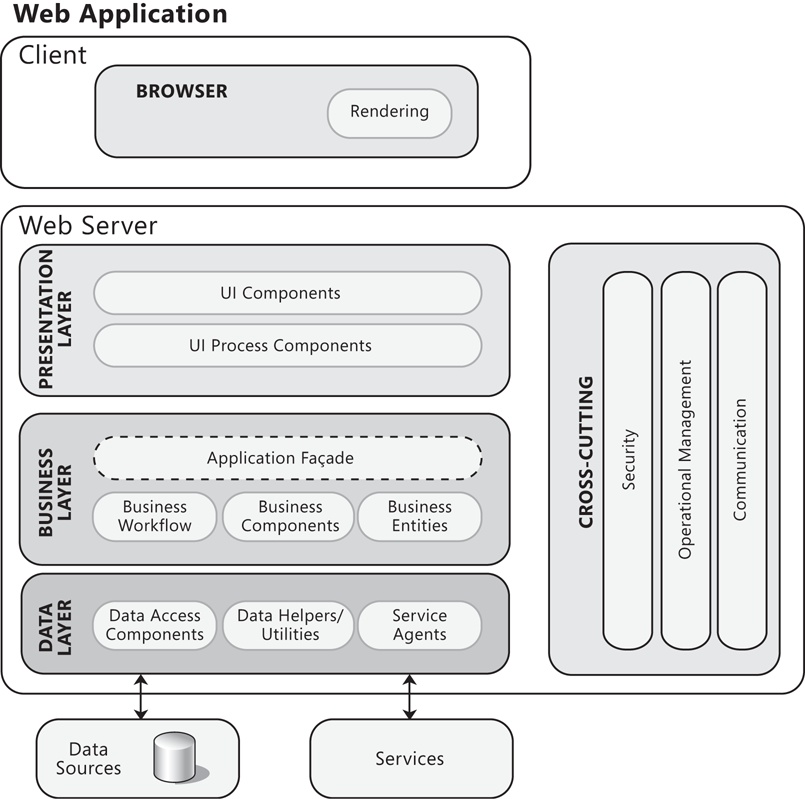 Web Application
Client
BROWSER
Rendering
Web Server
PRESENTATION
LAYER
UI Components
UI Process Components
BUSINESS
LAYER
Application Façade
Business
Workflow
Business
Components
Business
Entities
DATA
LAYER
Data Access
Components
Data Helpers/
Utilities
Service
Agents
CROSS-CUTTING
Security
Operational Management
Communication
Data
Sources
Services